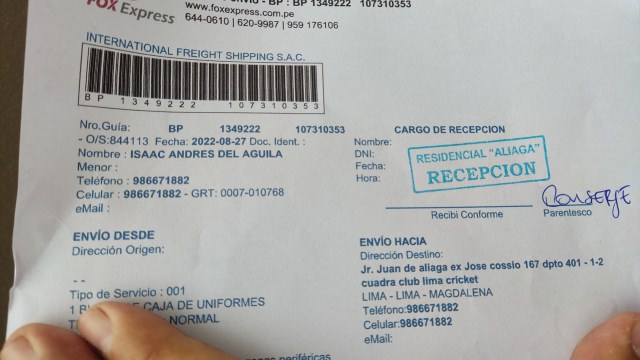 FOX Express
BP : BP 1349222 107310353
www.foxexpress.com.pe
644-0610 | 620-9987 | 959 176106
INTERNATIONAL FREIGHT SHIPPING S.A.C.
BP 1349222 107310353
Nro.Guía: BP 1349222 107310353
- O/S:844113 Fecha: 2022-08-27 Doc. Ident. :
Nombre : ISAAC ANDRES DEL AGUILA
Menor :
Teléfono : 986671882
Celular : 986671882 - GRT: 0007-010768
eMail :
CARGO DE RECEPCION
Nombre:
DNI:
Fecha:
Hora:
RESIDENCIAL "ALIAGA"
RECEPCION
Conserje
Recibi Conforme Parentesco
ENVÍO DESDE
Dirección Origen:
- -
Tipo de Servicio : 001
1 CAJA DE UNIFORMES
NORMAL
ENVÍO HACIA
Dirección Destino:
Jr. Juan de aliaga ex Jose cossio 167 dpto 401 - 1-2
cuadra club lima cricket
LIMA - LIMA - MAGDALENA
Teléfono:986671882
Celular:986671882
eMail:
periféricas